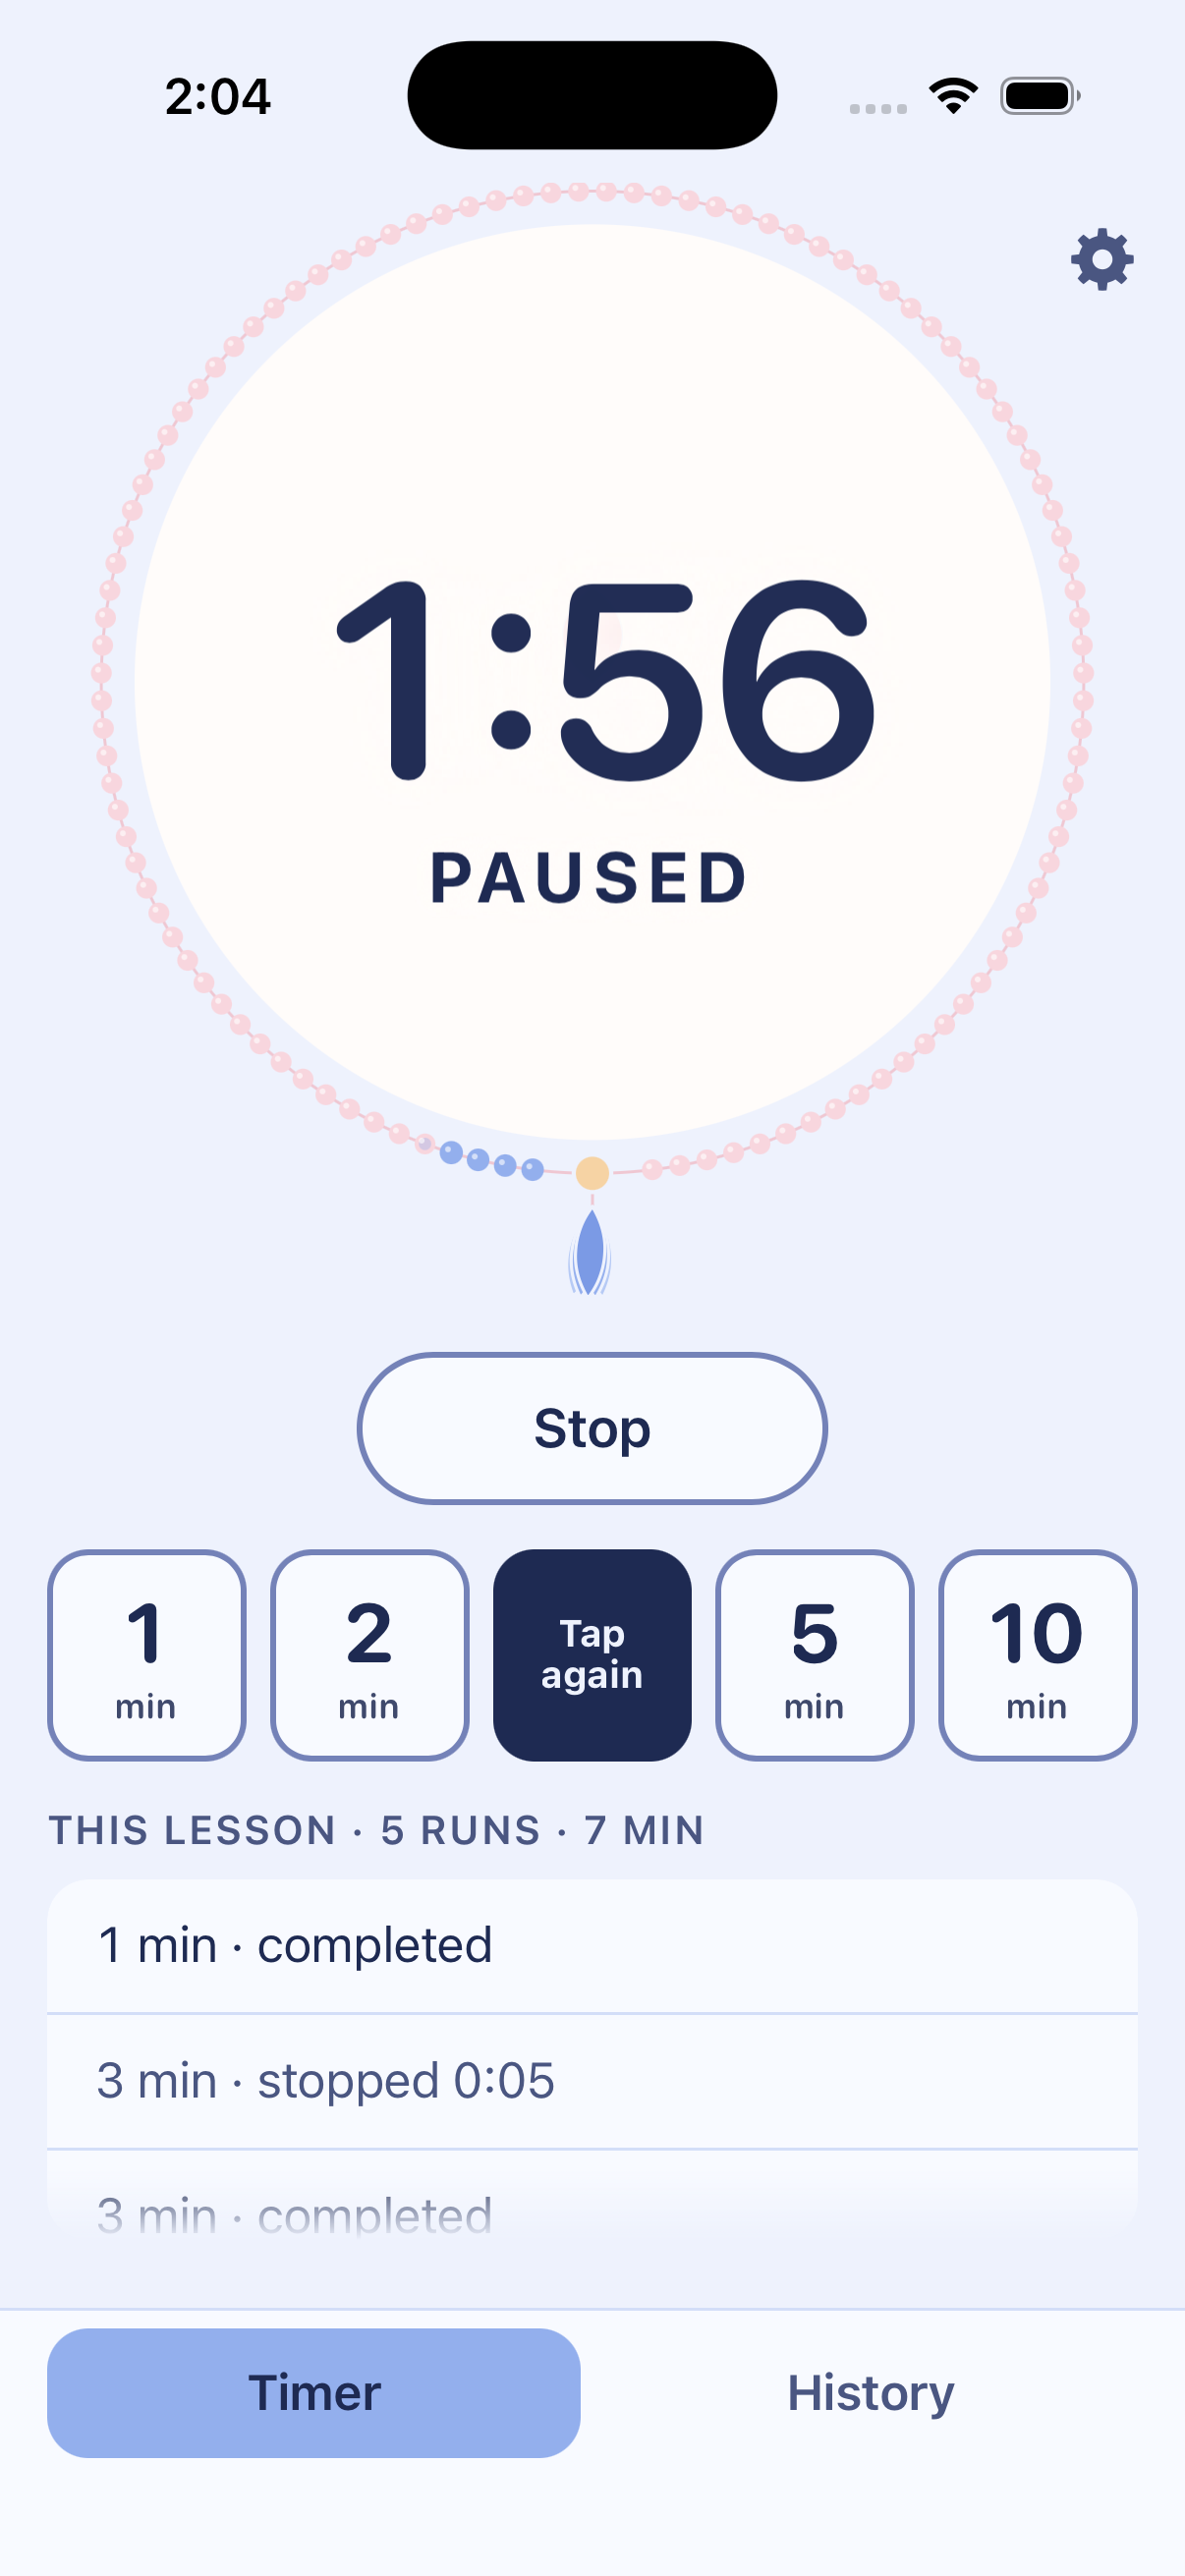 2:04
1:56
PAUSED
Stop
1
min
2
min
Tap
again
5
min
10
min
THIS LESSON · 5 RUNS · 7 MIN
1 min · completed
3 min · stopped 0:05
3 min · completed
Timer
History